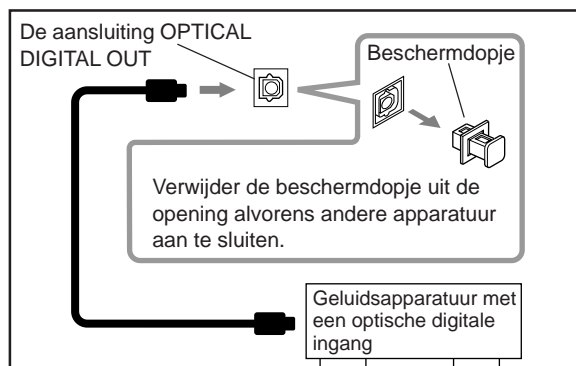 De aansluiting OPTICAL
DIGITAL OUT
Beschermdopje
Verwijder de beschermdopje uit de
opening alvorens andere apparatuur
aan te sluiten.
Geluidsapparatuur met
een optische digitale
ingang